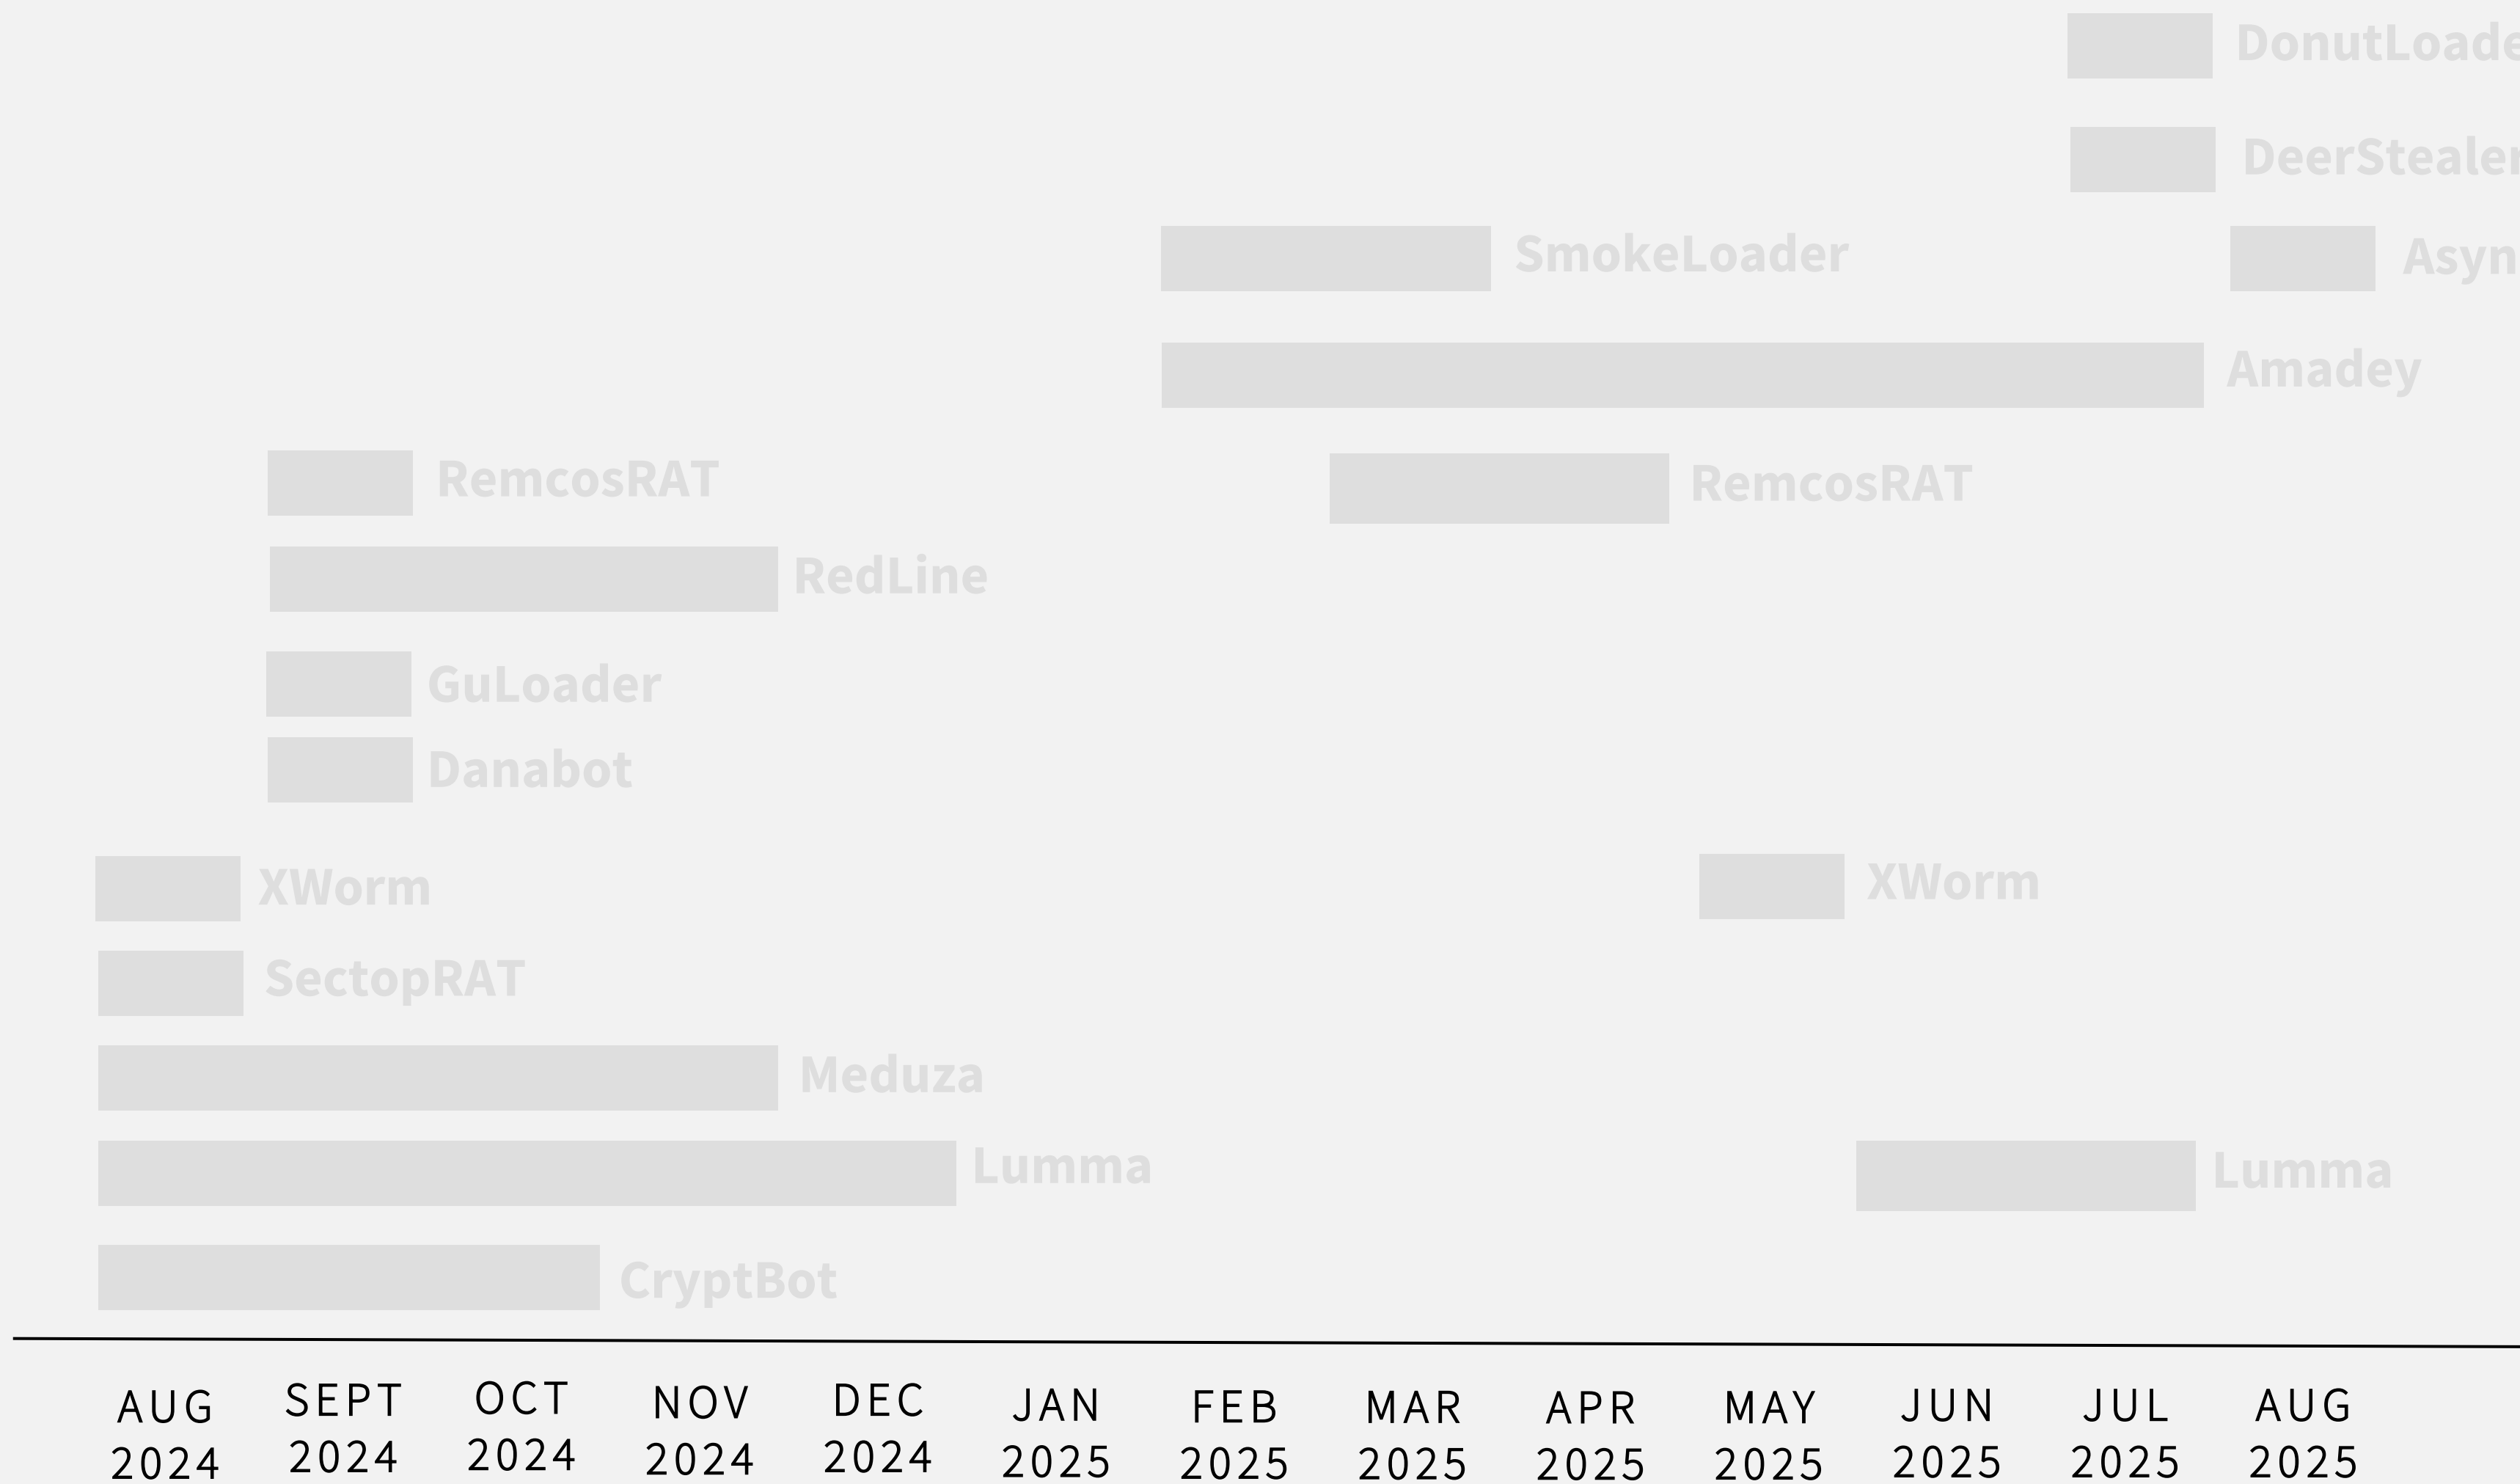 DonutLoade
DeerStealer
SmokeLoader
Asyn
Amadey
RemcosRAT
RemcosRAT
RedLine
GuLoader
Danabot
XWorm
XWorm
SectopRAT
Meduza
Lumma
Lumma
CryptBot
AUG
2024
SEPT
2024
OCT
2024
NOV
2024
DEC
2024
JAN
2025
FEB
2025
MAR
2025
APR
2025
MAY
2025
JUN
2025
JUL
2025
AUG
2025